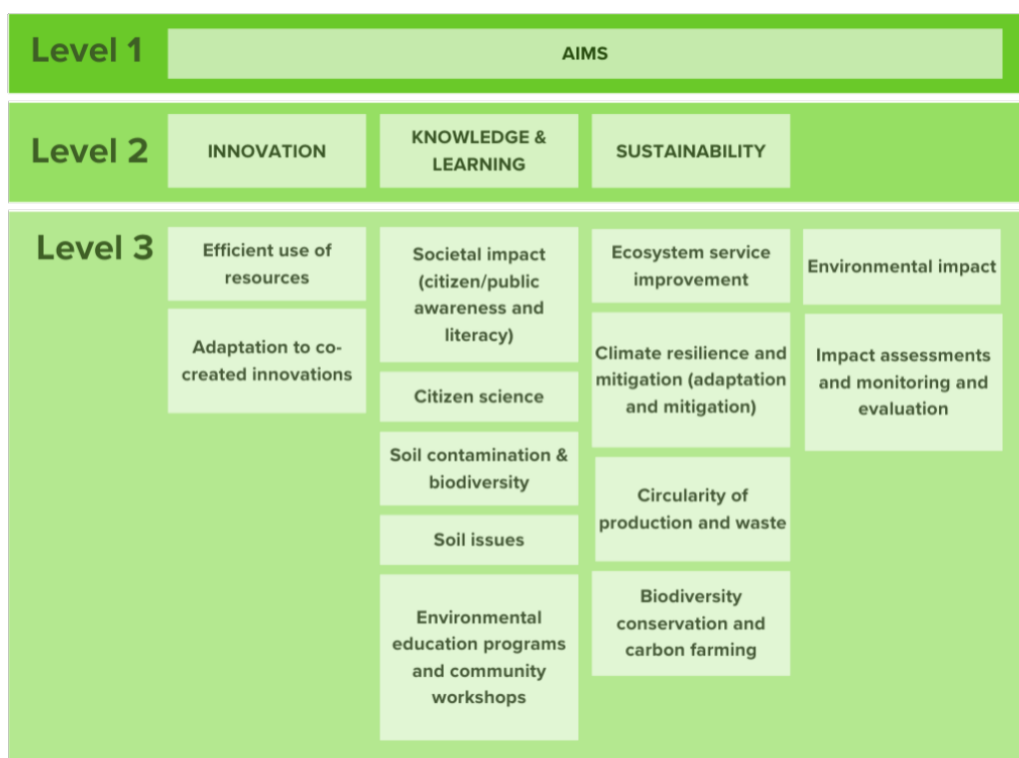 Level 1
AIMS
Level 2
INNOVATION
KNOWLEDGE &
LEARNING
SUSTAINABILITY
Level 3
Efficient use of
resources
Adaptation to co-
created innovations
Societal impact
(citizen/public
awareness and
literacy)
Citizen science
Soil contamination &
biodiversity
Soil issues
Environmental
education programs
and community
workshops
Ecosystem service
improvement
Climate resilience and
mitigation (adaptation
and mitigation)
Circularity of
production and waste
Biodiversity
conservation and
carbon farming
Environmental impact
Impact assessments
and monitoring and
evaluation